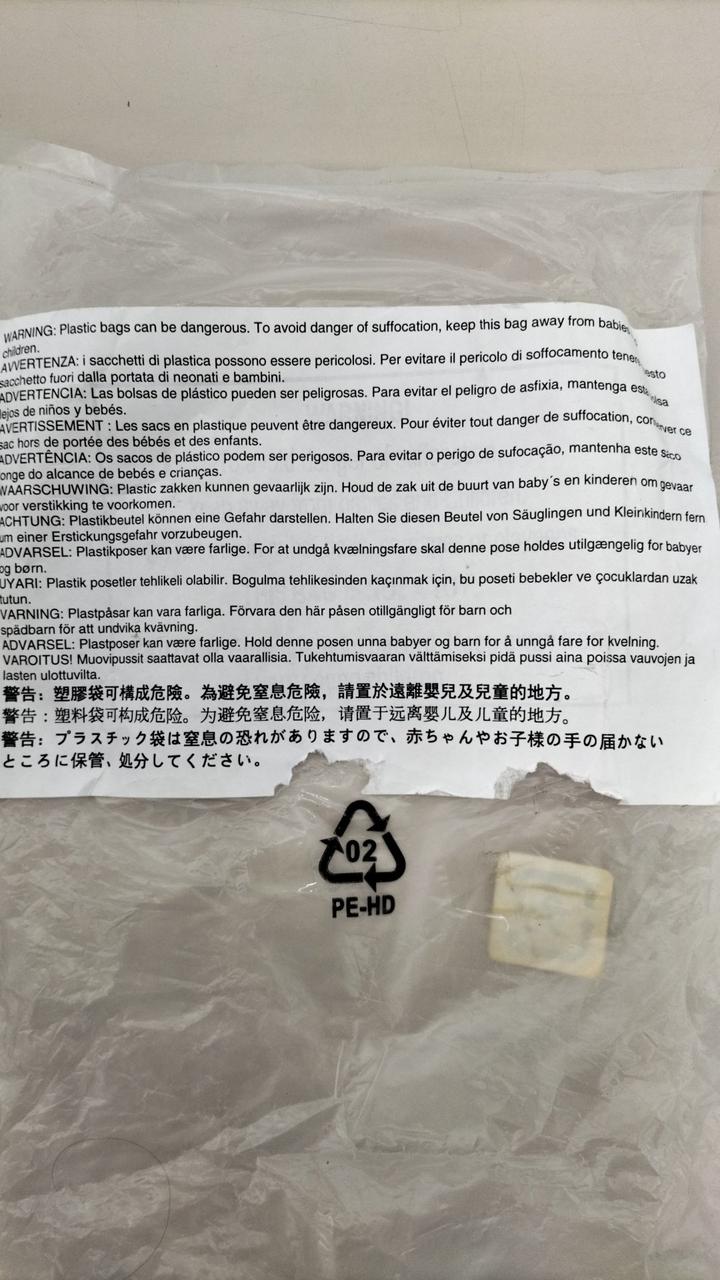 WARNING: Plastic bags can be dangerous. To avoid danger of suffocation, keep this bag away from babies
children.
AVVERTENZA: i sacchetti di plastica possono essere pericolosi. Per evitare il pericolo di soffocamento
sacchetto fuori dalla portata di neonati e bambini.
ADVERTENCIA: Las bolsas de plástico pueden ser peligrosas. Para evitar el peligro de asfixia, mantenga
lejos de niños y bebés.
AVERTISSEMENT : Les sacs en plastique peuvent être dangereux. Pour éviter tout danger de suffocation, ce
sac hors de portée des bébés et des enfants.
ADVERTÊNCIA: Os sacos de plástico podem ser perigosos. Para evitar o perigo de sufocação, mantenha este saco
longe do alcance de bebés e crianças.
WAARSCHUWING: Plastic zakken kunnen gevaarlijk zijn. Houd de zak uit de buurt van baby´s en kinderen om gevaar
voor verstikking te voorkomen.
ACHTUNG: Plastikbeutel können eine Gefahr darstellen. Halten Sie diesen Beutel von Säuglingen und Kleinkindern fern
um einer Erstickungsgefahr vorzubeugen.
ADVARSEL: Plastikposer kan være farlige. For at undgå kvælningsfare skal denne pose holdes utilgængelig for babyer
og børn.
UYARI: Plastik posetler tehlikeli olabilir. Bogulma tehlikesinden kaçınmak için, bu poseti bebekler ve çocuklardan uzak
tutun.
VARNING: Plastpåsar kan vara farliga. Förvara den här påsen otillgängligt för barn och
spädbarn för att undvika kvävning.
ADVARSEL: Plastposer kan være farlige. Hold denne posen unna babyer og barn for å unngå fare for kvelning.
VAROITUS! Muovipussit saattavat olla vaarallisia. Tukehtumisvaaran välttämiseksi pidä pussi aina poissa vauvojen ja
lasten ulottuvilta.
警告：塑膠袋可構成危險。為避免窒息危險，請置於遠離嬰兒及兒童的地方。
警告：塑料袋可构成危险。为避免窒息危险，请置于远离婴儿及儿童的地方。
警告：プラスチック袋は窒息の恐れがありますので、赤ちゃんやお子様の手の届かない
ところに保管、処分してください。
02
PE-HD